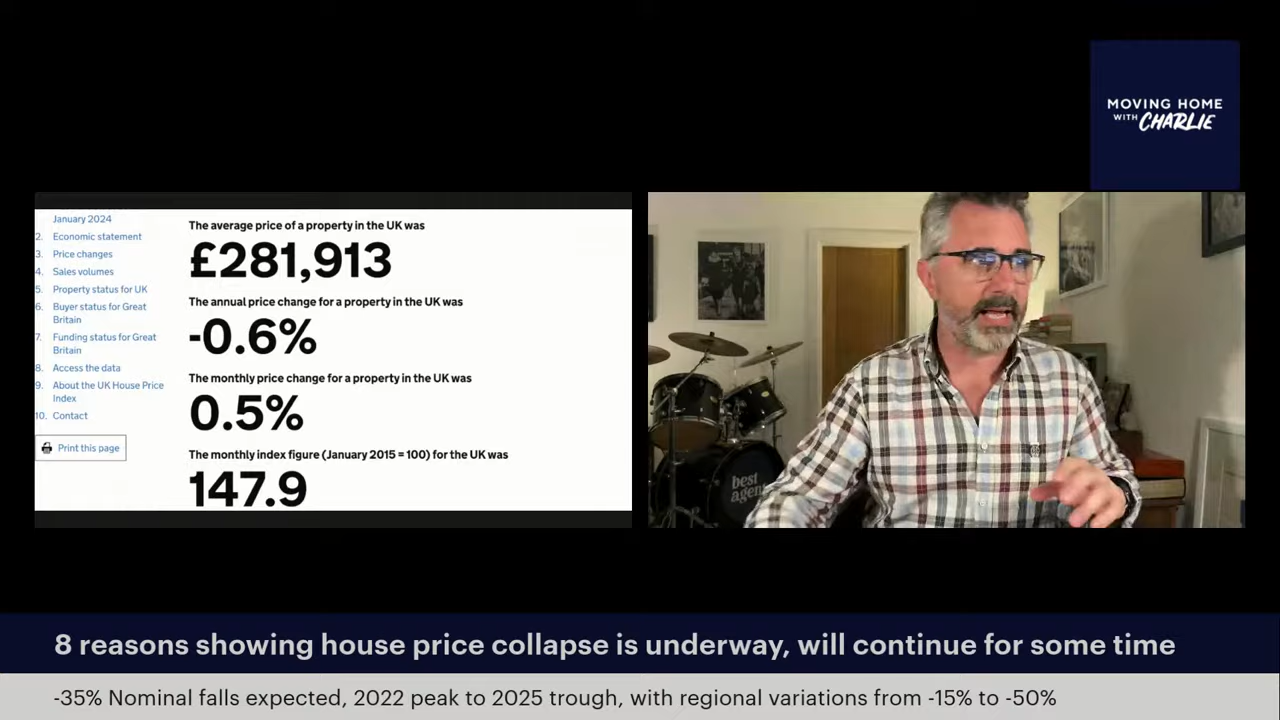 MOVING HOME
WITH CHARLIE
January 2024
2. Economic statement
3. Price changes
4. Sales volumes
5. Property status for UK
6. Buyer status for Great
Britain
7. Funding status for Great
Britain
8. Access the data
9. About the UK House Price
Index
10. Contact
Print this page
The average price of a property in the UK was
£281,913
The annual price change for a property in the UK was
-0.6%
The monthly price change for a property in the UK was
0.5%
The monthly index figure (January 2015 = 100) for the UK was
147.9
best
agent
8 reasons showing house price collapse is underway, will continue for some time
-35% Nominal falls expected, 2022 peak to 2025 trough, with regional variations from -15% to -50%